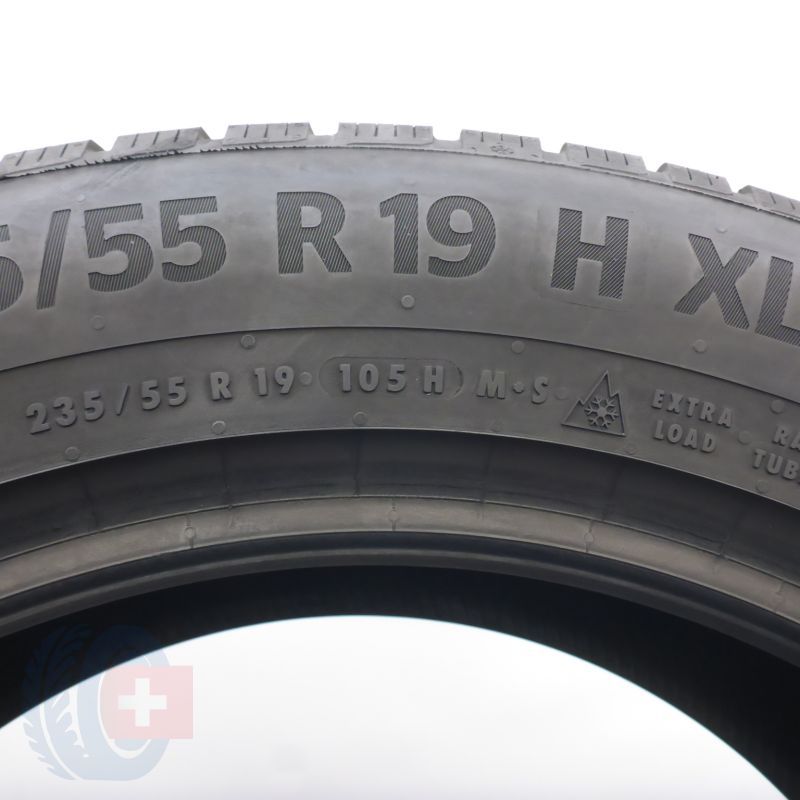 5/55 R 19 H XL
235/55 R 19 105 H M·S EXTRA LOAD